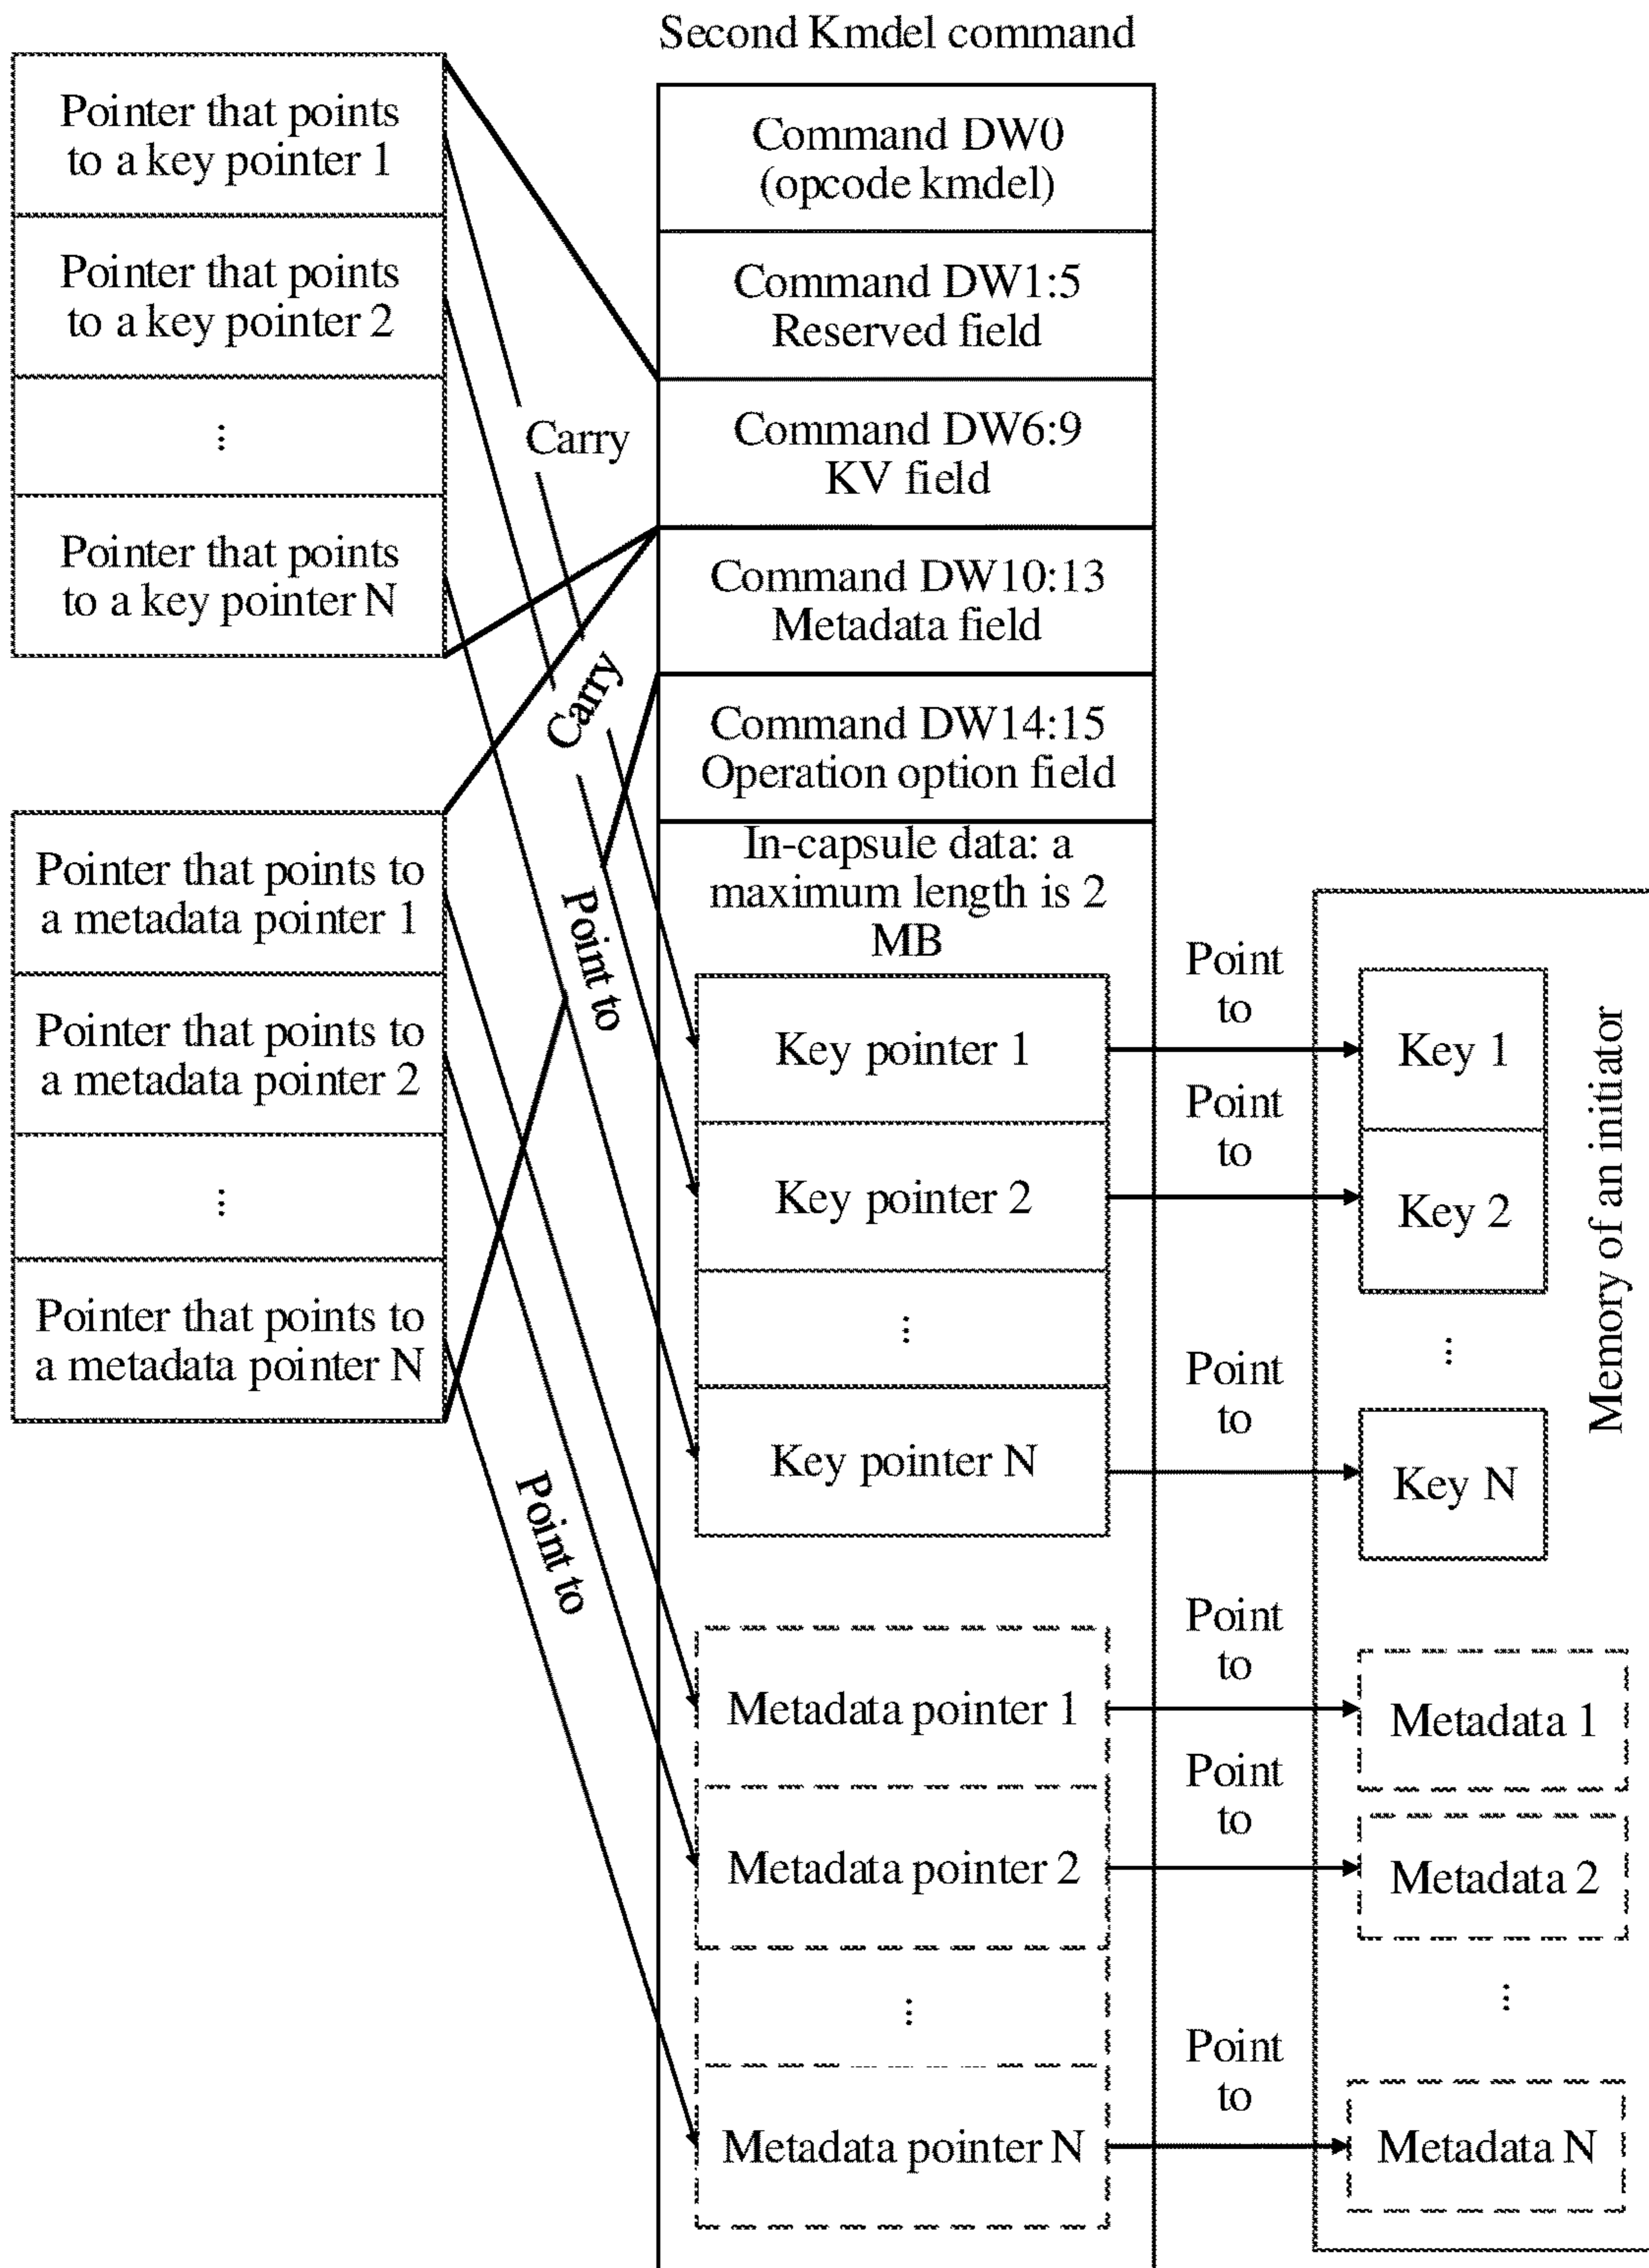 Second Kmdel command
Pointer that points
to a key pointer 1
Pointer that points
to a key pointer 2
...
Pointer that points
to a key pointer N
Pointer that points to
a metadata pointer 1
Pointer that points to
a metadata pointer 2
...
Pointer that points to
a metadata pointer N
Carry
Carry
Point to
Point to
Command DW0
(opcode kmdel)
Command DW1:5
Reserved field
Command DW6:9
KV field
Command DW10:13
Metadata field
Command DW14:15
Operation option field
In-capsule data: a
maximum length is 2
MB
Key pointer 1
Key pointer 2
...
Key pointer N
Metadata pointer 1
Metadata pointer 2
...
Metadata pointer N
Point
to
Point
to
Point
to
Point
to
Point
to
Point
to
Key 1
Key 2
...
Key N
Metadata 1
Metadata 2
...
Metadata N
Memory of an initiator